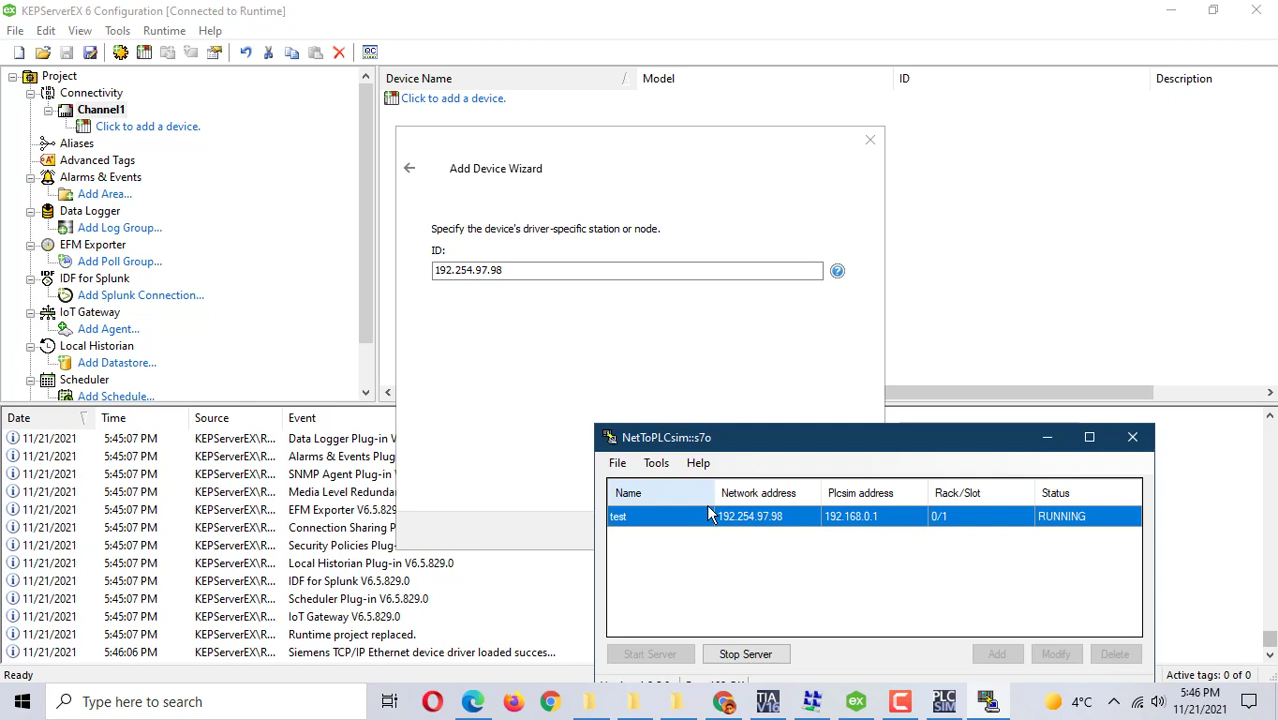 KEPServerEX 6 Configuration [Connected to Runtime]
File Edit View Tools Runtime Help
Project
Connectivity
Channel1
Click to add a device.
Aliases
Advanced Tags
Alarms & Events
Add Area...
Data Logger
Add Log Group...
EFM Exporter
Add Poll Group...
IDF for Splunk
Add Splunk Connection...
IoT Gateway
Add Agent...
Local Historian
Add Datastore...
Scheduler
Add Schedule...
Device Name Model ID Description
Click to add a device.
Add Device Wizard
Specify the device's driver-specific station or node.
ID:
192.254.97.98
Date Time Source Event
11/21/2021 5:45:07 PM KEPServerEX\R... Data Logger Plug-in V
11/21/2021 5:45:07 PM KEPServerEX\R... Alarms & Events Plug-
11/21/2021 5:45:07 PM KEPServerEX\R... SNMP Agent Plug-in V
11/21/2021 5:45:07 PM KEPServerEX\R... Media Level Redundar
11/21/2021 5:45:07 PM KEPServerEX\R... EFM Exporter V6.5.829
11/21/2021 5:45:07 PM KEPServerEX\R... Connection Sharing P
11/21/2021 5:45:07 PM KEPServerEX\R... Security Policies Plug-
11/21/2021 5:45:07 PM KEPServerEX\R... Local Historian Plug-in V6.5.829.0
11/21/2021 5:45:07 PM KEPServerEX\R... IDF for Splunk V6.5.829.0
11/21/2021 5:45:07 PM KEPServerEX\R... Scheduler Plug-in V6.5.829.0
11/21/2021 5:45:07 PM KEPServerEX\R... IoT Gateway V6.5.829.0
11/21/2021 5:45:07 PM KEPServerEX\R... Runtime project replaced.
11/21/2021 5:46:06 PM KEPServerEX\R... Siemens TCP/IP Ethernet device driver loaded succes...
NetToPLCsim::s7o
File Tools Help
Name Network address Plcsim address Rack/Slot Status
test 192.254.97.98 192.168.0.1 0/1 RUNNING
Start Server Stop Server Add Modify Delete
Ready
Active tags: 0 of 0
Type here to search
TIA V16
PLC SIM
4°C
5:46 PM
11/21/2021